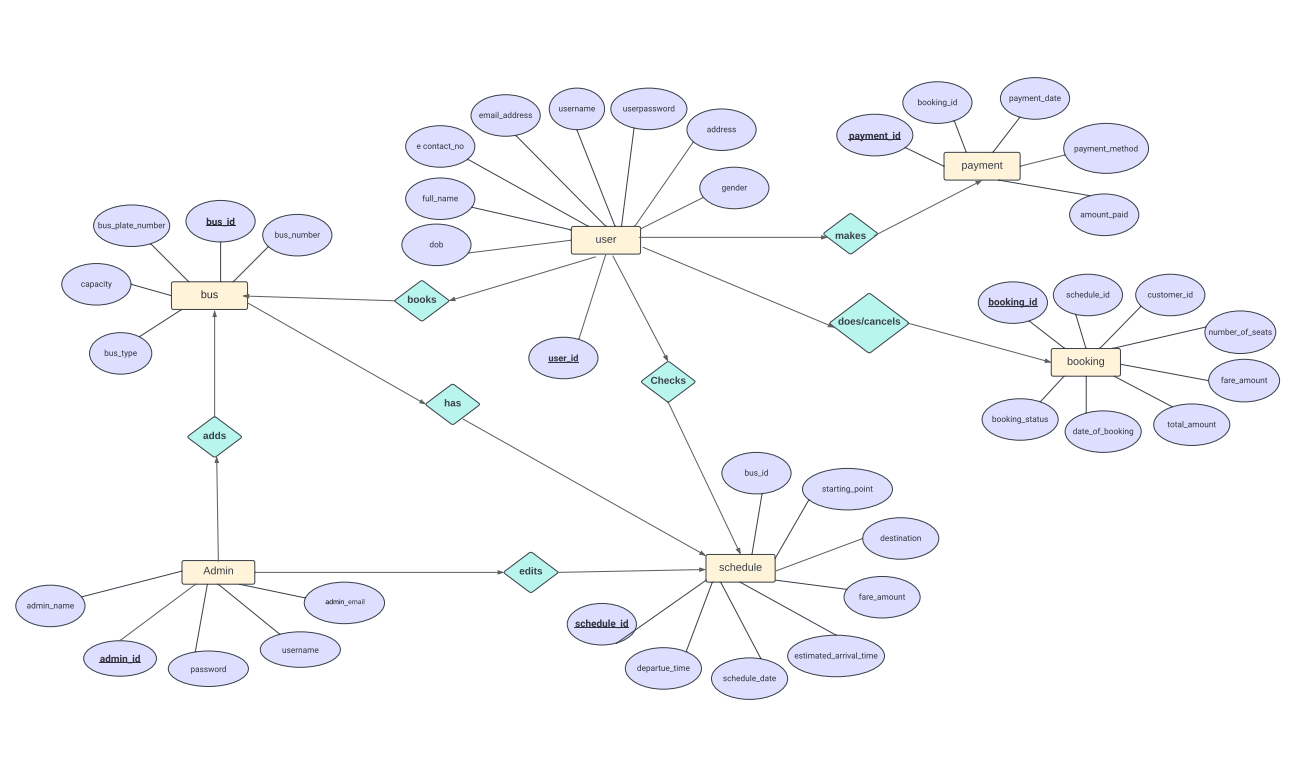 payment_date
booking_id
username
userpassword
email_address
address
payment_id
e contact_no
payment_method
payment
gender
full_name
amount_paid
bus_id
bus_plate_number
bus_number
makes
user
dob
capacity
bus
books
schedule_id
customer_id
booking_id
does/cancels
number_of_seats
bus_type
user_id
booking
Checks
fare_amount
has
booking_status
total_amount
date_of_booking
adds
bus_id
starting_point
destination
schedule
Admin
edits
fare_amount
admin_email
admin_name
schedule_id
username
estimated_arrival_time
admin_id
password
departue_time
schedule_date